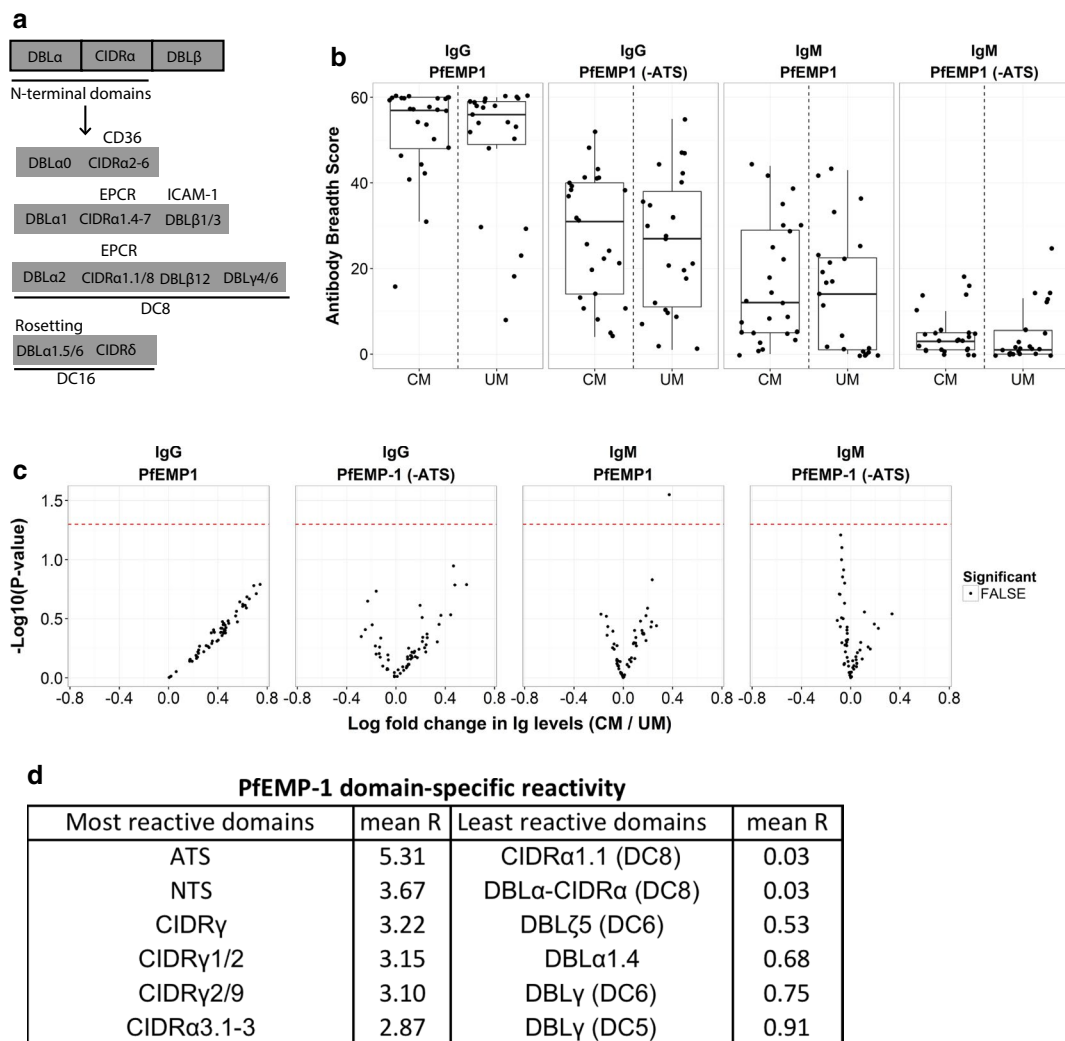 a
DBLα CIDRα DBLβ
N-terminal domains
CD36
DBLα0 CIDRα2-6
EPCR ICAM-1
DBLα1 CIDRα1.4-7 DBLβ1/3
EPCR
DBLα2 CIDRα1.1/8 DBLβ12 DBLγ4/6
DC8
Rosetting
DBLα1.5/6 CIDRδ
DC16
b
IgG IgG IgM IgM
PfEMP1 PfEMP1 (-ATS) PfEMP1 PfEMP1 (-ATS)
Antibody Breadth Score
60
40
20
0
CM UM CM UM CM UM CM UM
c
IgG IgG IgM IgM
PfEMP1 PfEMP-1 (-ATS) PfEMP1 PfEMP-1 (-ATS)
-Log10(P-value)
1.5
1.0
0.5
0.0
-0.8 -0.4 0.0 0.4 0.8 -0.8 -0.4 0.0 0.4 0.8 -0.8 -0.4 0.0 0.4 0.8 -0.8 -0.4 0.0 0.4 0.8
Log fold change in Ig levels (CM / UM)
Significant
FALSE
d
PfEMP-1 domain-specific reactivity
Most reactive domains mean R Least reactive domains mean R
ATS 5.31 CIDRα1.1 (DC8) 0.03
NTS 3.67 DBLα-CIDRα (DC8) 0.03
CIDRγ 3.22 DBLζ5 (DC6) 0.53
CIDRγ1/2 3.15 DBLα1.4 0.68
CIDRγ2/9 3.10 DBLγ (DC6) 0.75
CIDRα3.1-3 2.87 DBLγ (DC5) 0.91